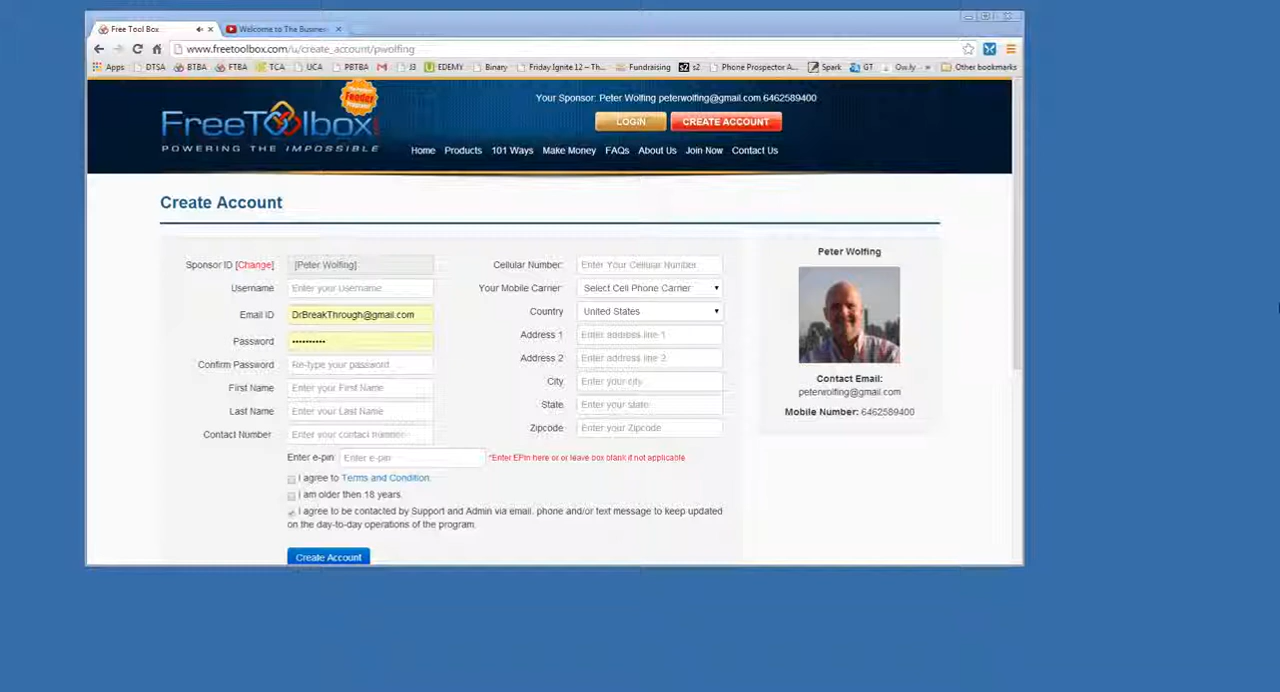 Free Tool Box
Welcome to The Busines
www.freetoolbox.com/u/create_account/pwolfing
Apps DTSA BTBA FTBA TCA UCA PBTBA J3 EDEMY Binary Friday Ignite 12 – Th... Fundraising s2 Phone Prospector A... Spark GT Ow.ly » Other bookmarks
Your Sponsor: Peter Wolfing peterwolfing@gmail.com 6462589400
Feeder
FreeToolbox
POWERING THE IMPOSSIBLE
LOGIN CREATE ACCOUNT
Home Products 101 Ways Make Money FAQs About Us Join Now Contact Us
Create Account
Sponsor ID [Change] [Peter Wolfing]
Username Enter your Username
Email ID DrBreakThrough@gmail.com
Password ••••••••••
Confirm Password Re-type your password
First Name Enter your First Name
Last Name Enter your Last Name
Contact Number Enter your contact number
Cellular Number: Enter Your Cellular Number
Your Mobile Carrier: Select Cell Phone Carrier
Country United States
Address 1 Enter address line 1
Address 2 Enter address line 2
City Enter your city
State Enter your state
Zipcode Enter your Zipcode
Enter e-pin Enter e-pin *Enter EPin here or or leave box blank if not applicable
I agree to Terms and Condition.
I am older then 18 years.
I agree to be contacted by Support and Admin via email, phone and/or text message to keep updated
on the day-to-day operations of the program.
Create Account
Peter Wolfing
Contact Email:
peterwolfing@gmail.com
Mobile Number: 6462589400